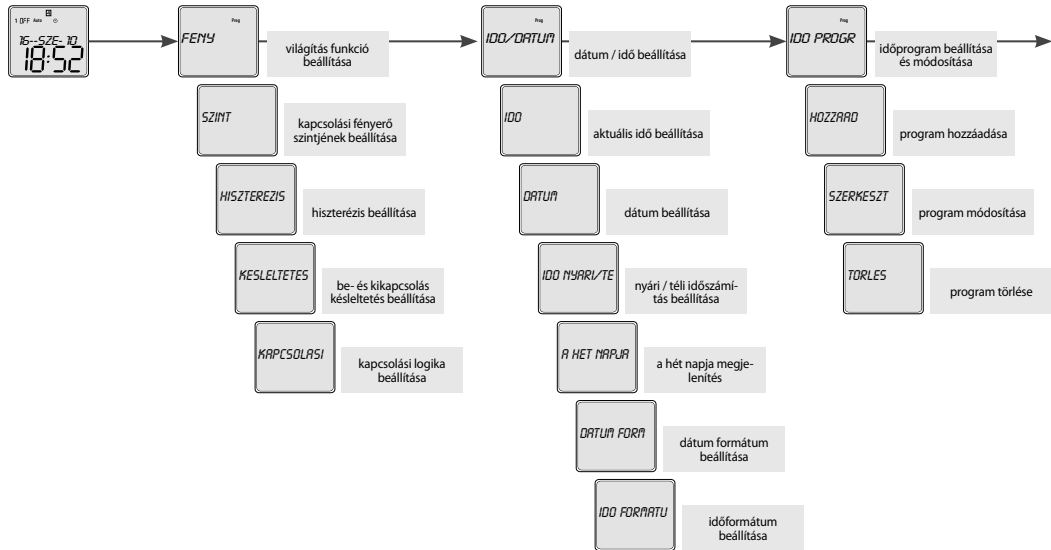 1 OFF Auto
16--SZE-10
18:52
Prog
FENY
világítás funkció
beállítása
SZINT
kapcsolási fényerő
szintjének beállítása
HISZTEREZIS
hiszterézis beállítása
KESLELTETES
be- és kikapcsolás
késleltetés beállítása
KAPCSOLASI
kapcsolási logika
beállítása
Prog
IDO/DATUM
dátum / idő beállítása
IDO
aktuális idő beállítása
DATUM
dátum beállítása
IDO NYARI/TE
nyári / téli időszámí-
tás beállítása
A HET NAPJA
a hét napja megje-
lenítés
DATUM FORM
dátum formátum
beállítása
IDO FORMATU
időformátum
beállítása
Prog
IDO PROGR
időprogram beállítása
és módosítása
HOZZAAD
program hozzáadása
SZERKESZT
program módosítása
TORLES
program törlése